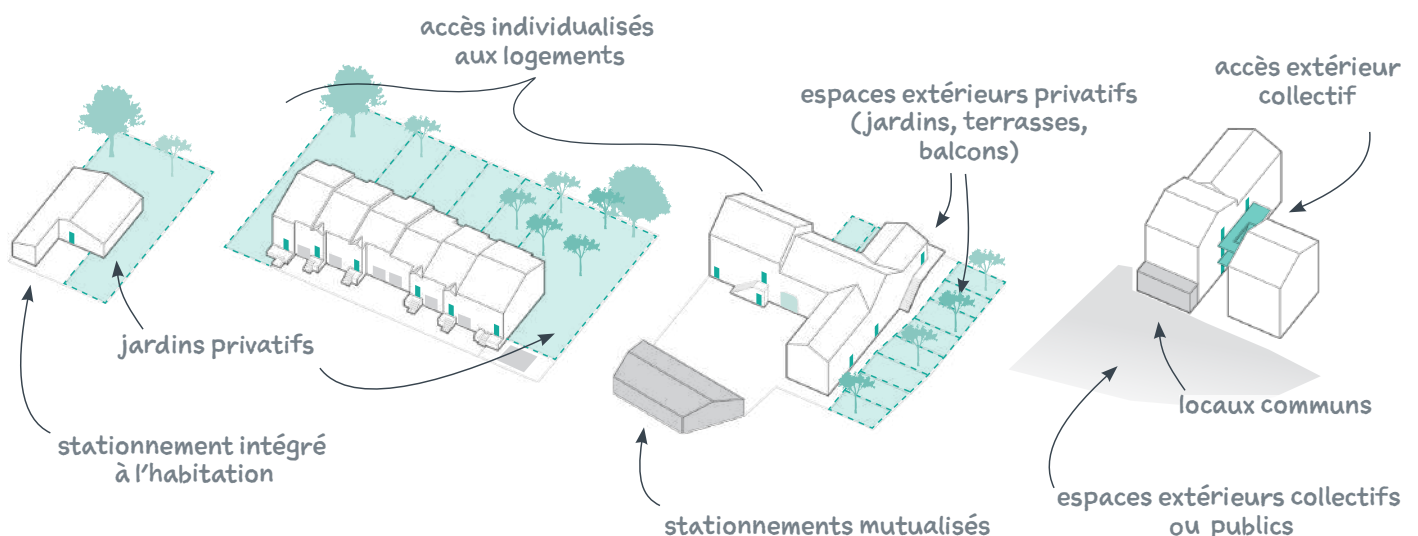 accès individualisés
aux logements
espaces extérieurs privatifs
(jardins, terrasses,
balcons)
accès extérieur
collectif
jardins privatifs
locaux communs
stationnement intégré
à l'habitation
stationnements mutualisés
espaces extérieurs collectifs
ou publics